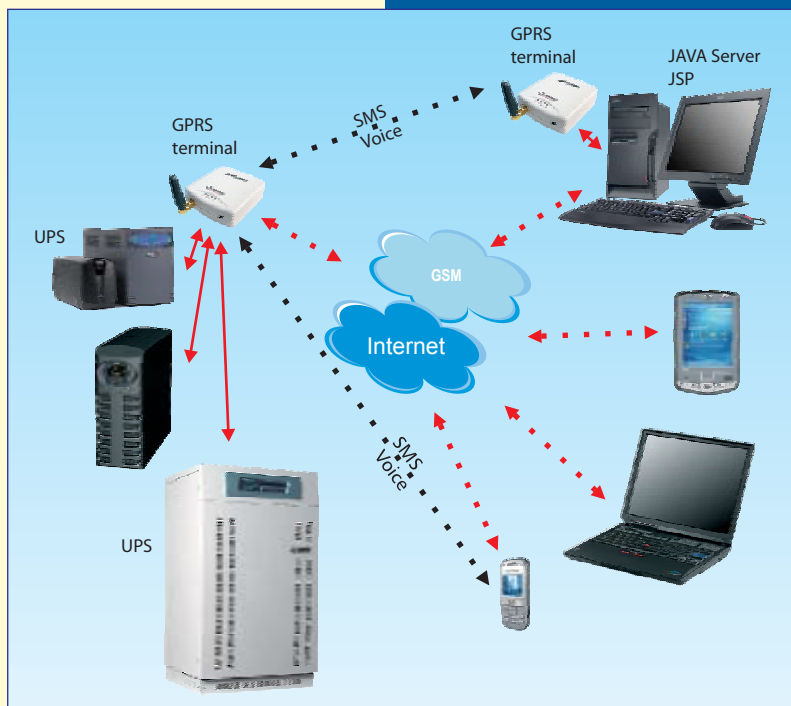 GPRS
terminal
JAVA Server
JSP
SMS
Voice
GPRS
terminal
UPS
GSM
Internet
SMS
Voice
UPS